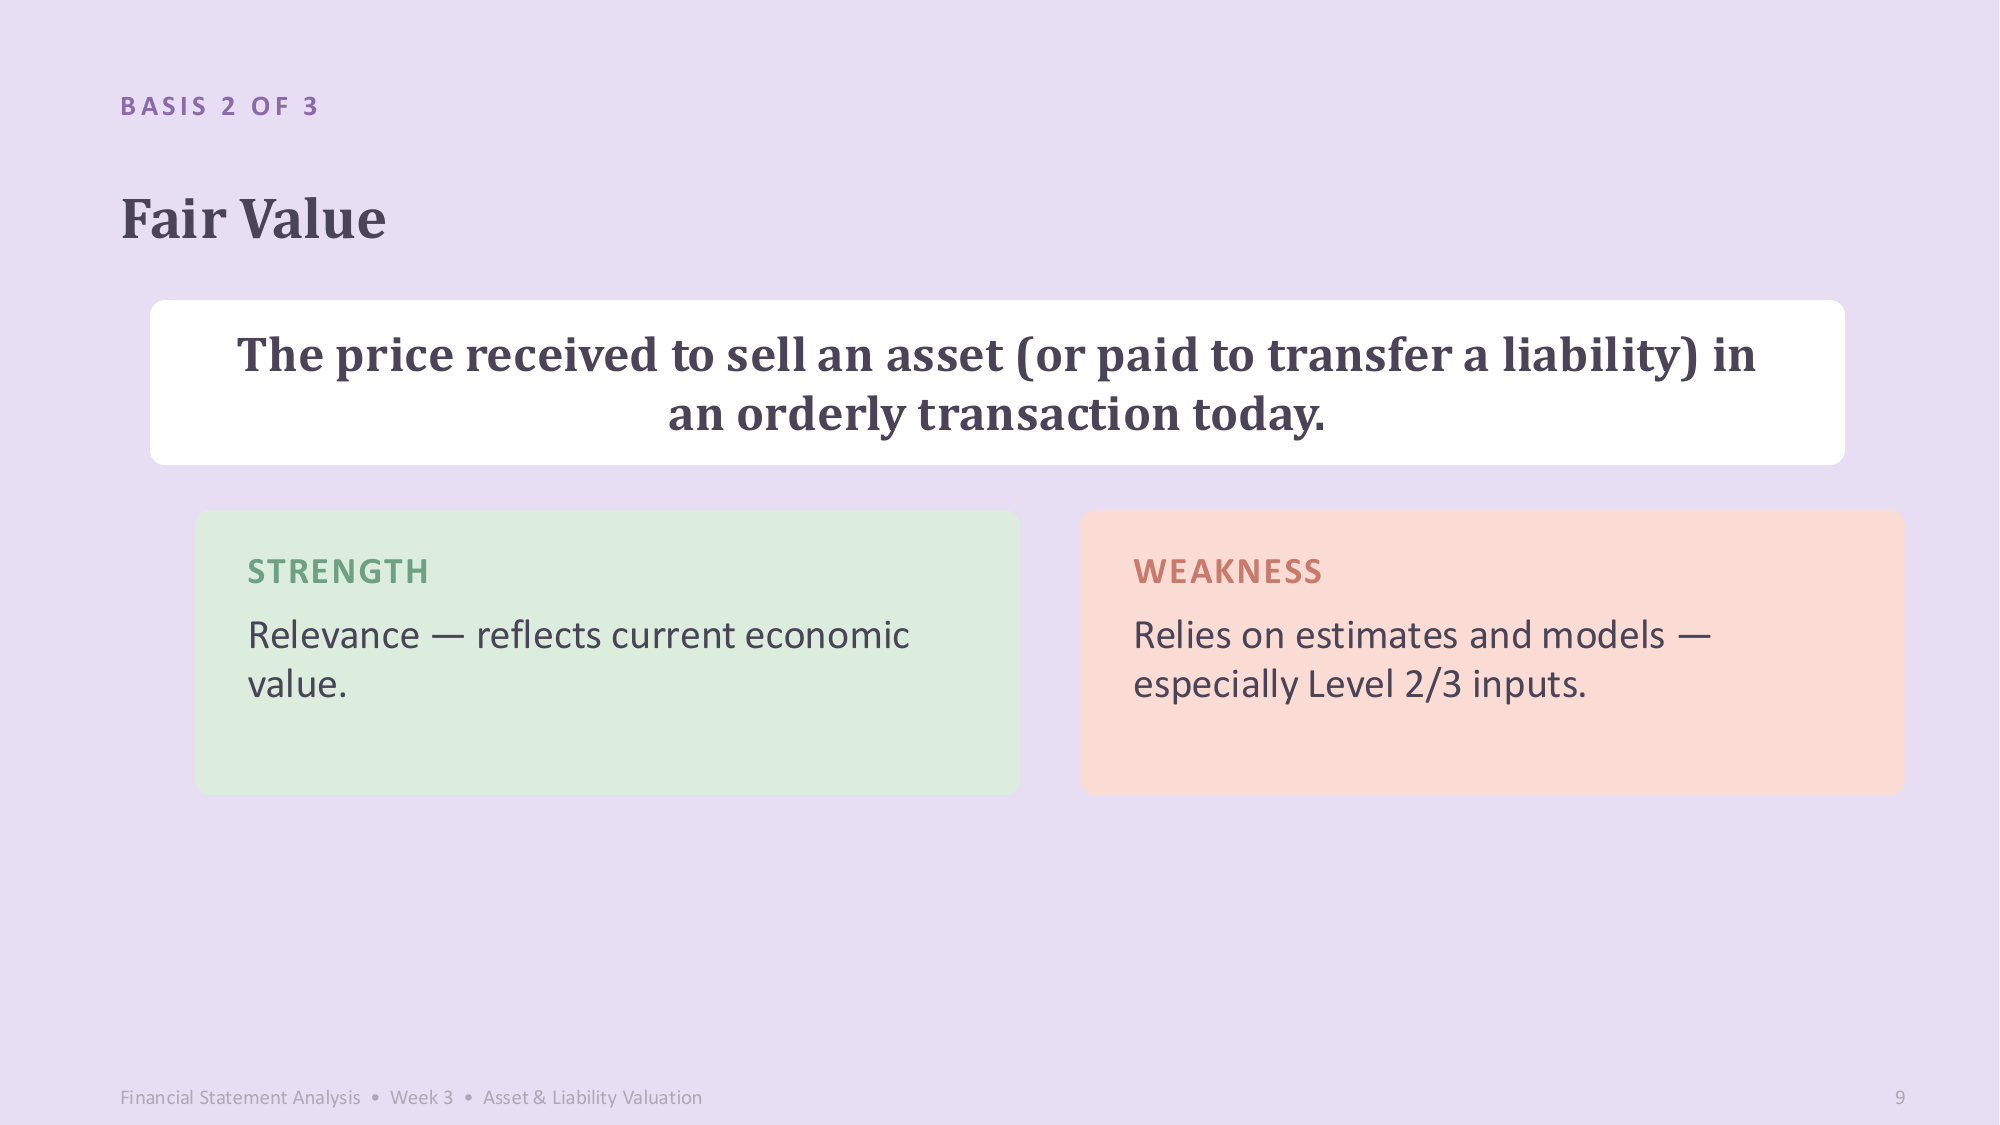 BASIS 2 OF 3
Fair Value
The price received to sell an asset (or paid to transfer a liability) in
an orderly transaction today.
STRENGTH
Relevance — reflects current economic
value.
WEAKNESS
Relies on estimates and models —
especially Level 2/3 inputs.
Financial Statement Analysis • Week 3 • Asset & Liability Valuation
9